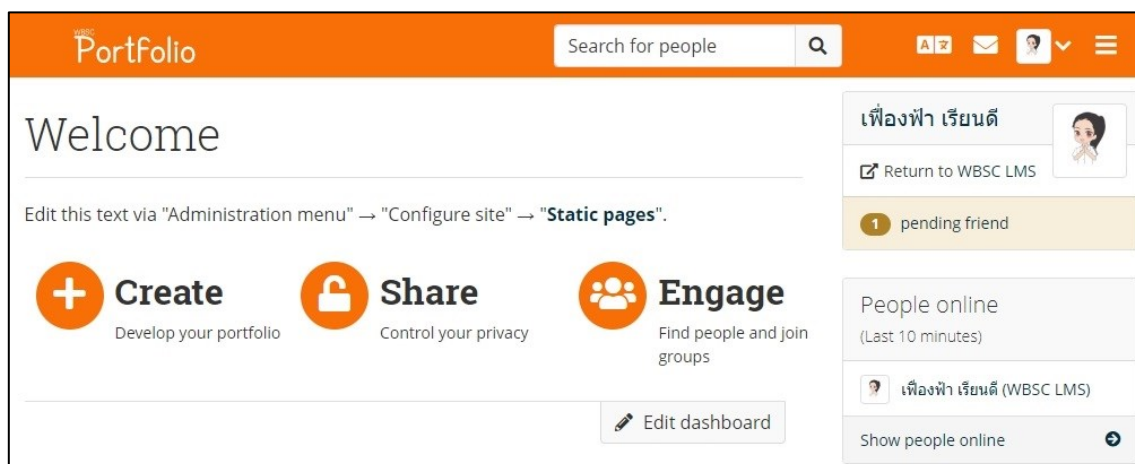 WBSC
Portfolio
Search for people
A
Welcome
Edit this text via "Administration menu" → "Configure site" → "Static pages".
Create
Develop your portfolio
Share
Control your privacy
Engage
Find people and join
groups
Edit dashboard
เฟื่องฟ้า เรียนดี
Return to WBSC LMS
1 pending friend
People online
(Last 10 minutes)
เฟื่องฟ้า เรียนดี (WBSC LMS)
Show people online